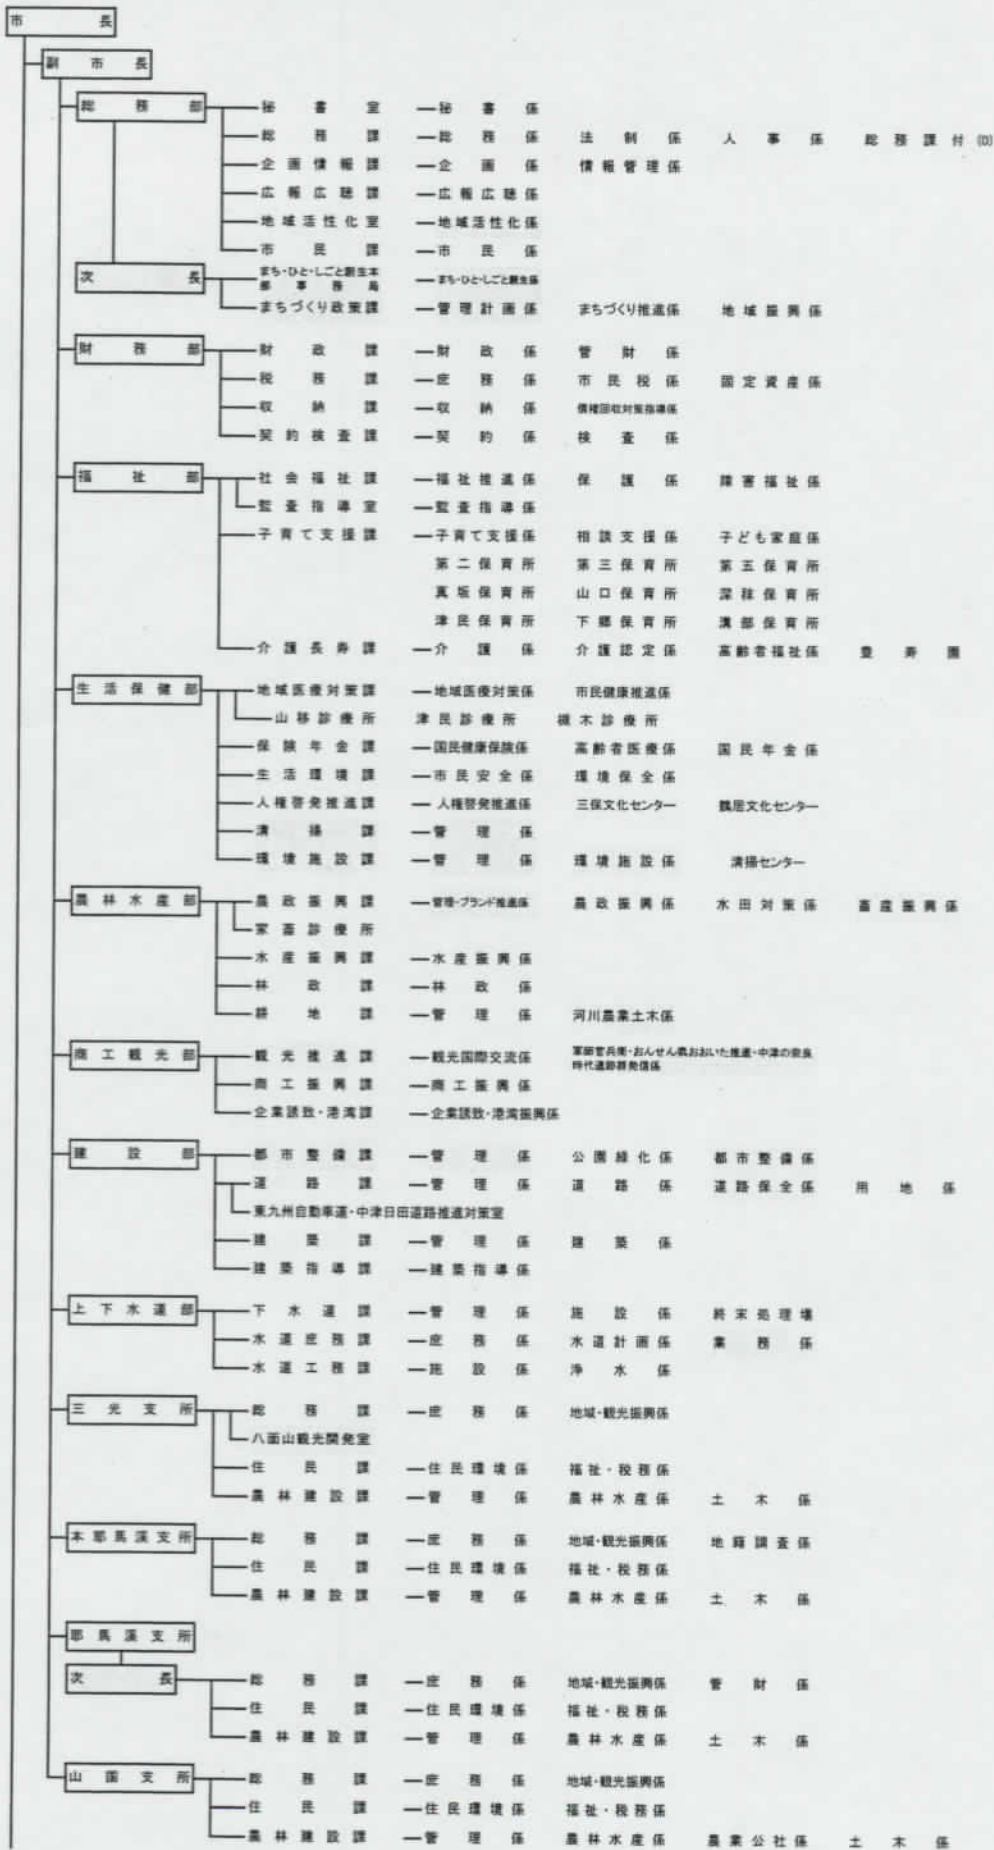 市長
副市長
総務部 秘書室 秘書係
総務課 総務係 法制係 人事係 総務課付(D)
企画情報課 企画係 情報管理係
広報広聴課 広報広聴係
地域活性化室 地域活性化係
市民課 市民係
次長 まち・ひと・しごと創生本部事務局 まち・ひと・しごと創生係
まちづくり政策課 管理計画係 まちづくり推進係 地域振興係
財務部 財政課 財政係 管財係
税務課 庶務係 市民税係 固定資産係
収納課 収納係 債権回収対策指導係
契約検査課 契約係 検査係
福祉部 社会福祉課 福祉推進係 保護係 障害福祉係
監査指導室 監査指導係
子育て支援課 子育て支援係 相談支援係 子ども家庭係
第二保育所 第三保育所 第五保育所
真坂保育所 山口保育所 深秣保育所
津民保育所 下郷保育所 溝部保育所
介護長寿課 介護係 介護認定係 高齢者福祉係 豊寿園
生活保健部 地域医療対策課 地域医療対策係 市民健康推進係
山移診療所 津民診療所 槻木診療所
保険年金課 国民健康保険係 高齢者医療係 国民年金係
生活環境課 市民安全係 環境保全係
人権啓発推進課 人権啓発推進係 三保文化センター 鶴居文化センター
清掃課 管理係
環境施設課 管理係 環境施設係 清掃センター
農林水産部 農政振興課 管理・ブランド推進係 農政振興係 水田対策係 畜産振興係
家畜診療所
水産振興課 水産振興係
林政課 林政係
耕地課 管理係 河川農業土木係
商工観光部 観光推進課 観光国際交流係 軍師官兵衛・おんせん県おおいた推進・中津の奈良
時代遺跡群発信係
商工振興課 商工振興係
企業誘致・港湾課 企業誘致・港湾振興係
建設部 都市整備課 管理係 公園緑化係 都市整備係
道路課 管理係 道路係 道路保全係 用地係
東九州自動車道・中津日田道路推進対策室
建築課 管理係 建築係
建築指導課 建築指導係
上下水道部 下水道課 管理係 施設係 終末処理場
水道庶務課 庶務係 水道計画係 業務係
水道工務課 施設係 浄水係
三光支所 総務課 庶務係 地域・観光振興係
八面山観光開発室
住民課 住民環境係 福祉・税務係
農林建設課 管理係 農林水産係 土木係
本耶馬渓支所 総務課 庶務係 地域・観光振興係 地籍調査係
住民課 住民環境係 福祉・税務係
農林建設課 管理係 農林水産係 土木係
耶馬渓支所
次長 総務課 庶務係 地域・観光振興係 管財係
住民課 住民環境係 福祉・税務係
農林建設課 管理係 農林水産係 土木係
山国支所 総務課 庶務係 地域・観光振興係
住民課 住民環境係 福祉・税務係
農林建設課 管理係 農林水産係 農業公社係 土木係